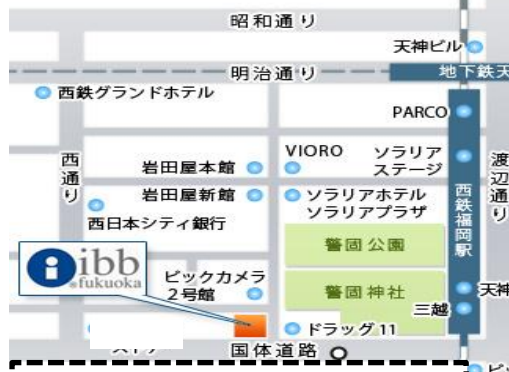 昭和通り
天神ビル
明治通り
地下鉄天
西鉄グランドホテル
PARCO
西通り
VIORO
ソラリア
ステージ
渡辺通り
岩田屋本館
岩田屋新館
ソラリアホテル
ソラリアプラザ
西鉄福岡駅
西日本シティ銀行
警固公園
ibb
fukuoka
ビックカメラ
2号館
警固神社
天神
三越
ドラッグ11
国体道路